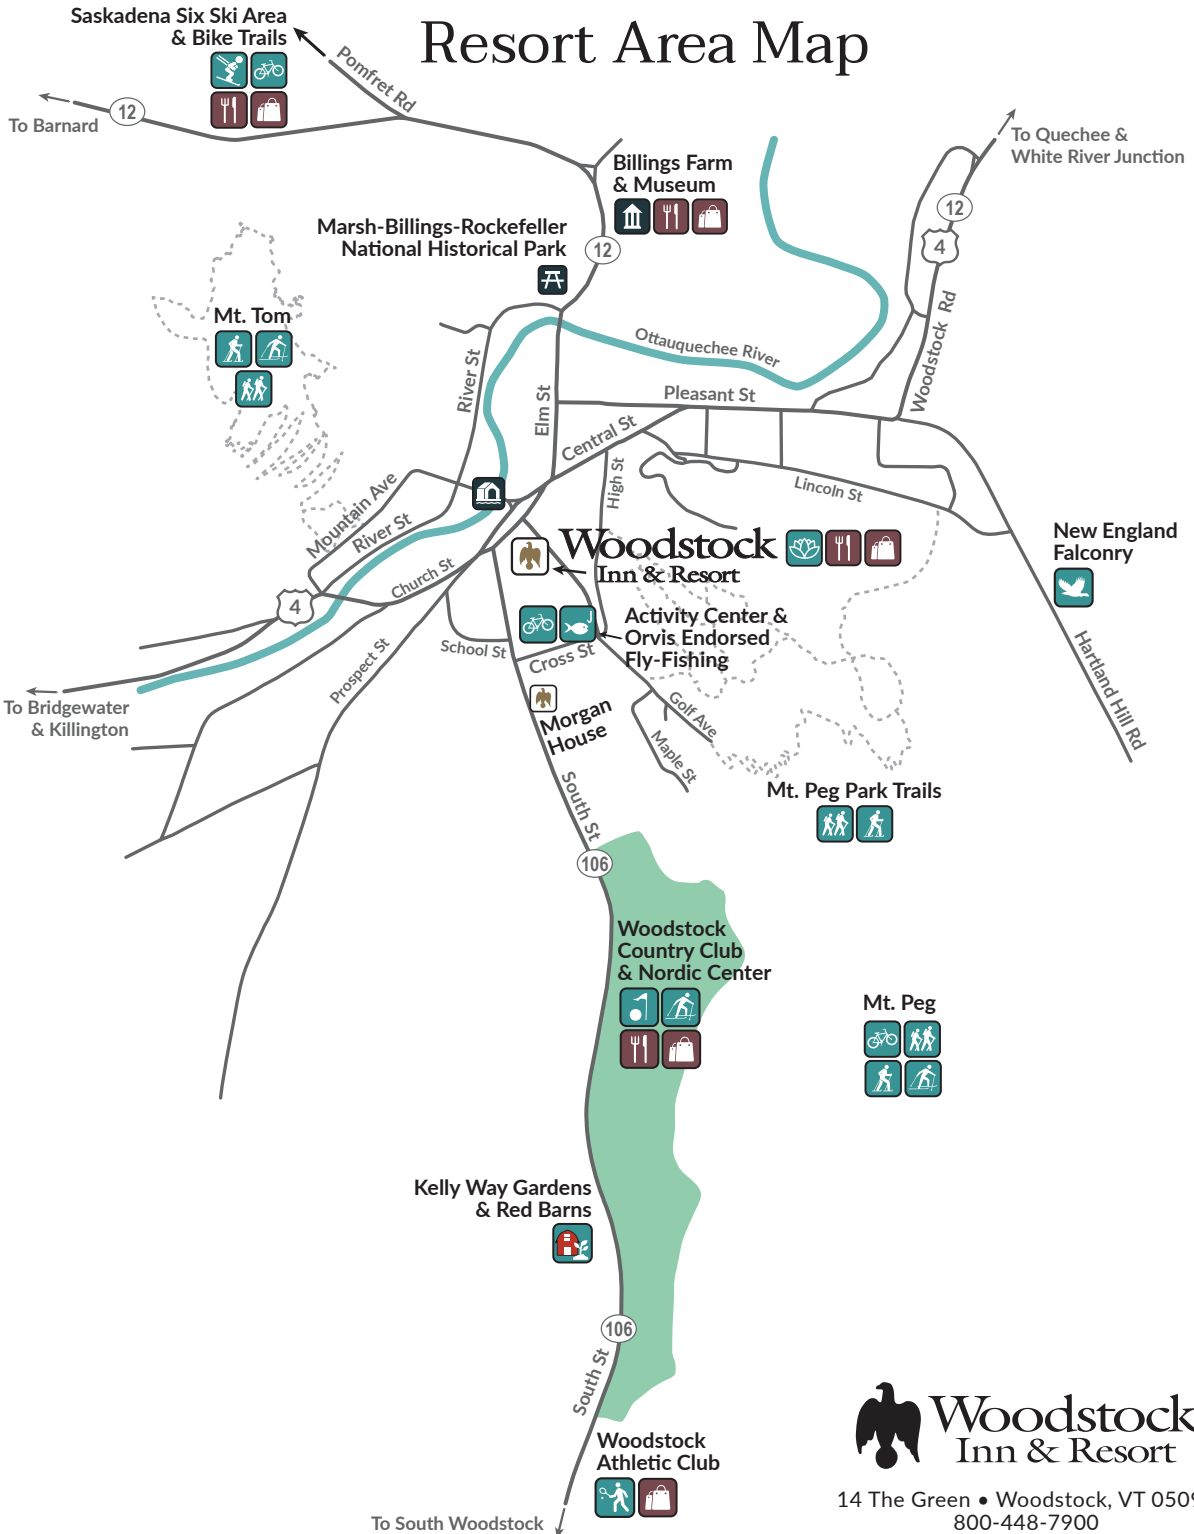 Resort Area Map
Saskadena Six Ski Area
& Bike Trails
Pomfret Rd
12
To Barnard
To Quechee &
White River Junction
Billings Farm
& Museum
12
4
Marsh-Billings-Rockefeller
National Historical Park
12
Mt. Tom
Ottauquechee River
Woodstock Rd
River St
Elm St
Pleasant St
Central St
High St
Lincoln St
Mountain Ave
River St
Woodstock
Inn & Resort
New England
Falconry
Church St
4
Activity Center &
Orvis Endorsed
Fly-Fishing
School St
Cross St
Prospect St
Hartland Hill Rd
To Bridgewater
& Killington
Morgan
House
Golf Ave
Maple St
South St
Mt. Peg Park Trails
106
Woodstock
Country Club
& Nordic Center
Mt. Peg
Kelly Way Gardens
& Red Barns
106
South St
Woodstock
Athletic Club
To South Woodstock
Woodstock
Inn & Resort
14 The Green • Woodstock, VT 0509
800-448-7900